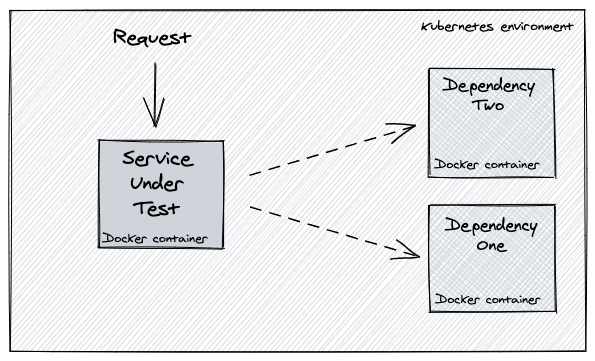 Kubernetes environment
Request
Service
Under
Test
Docker container
Dependency
Two
Docker container
Dependency
One
Docker container